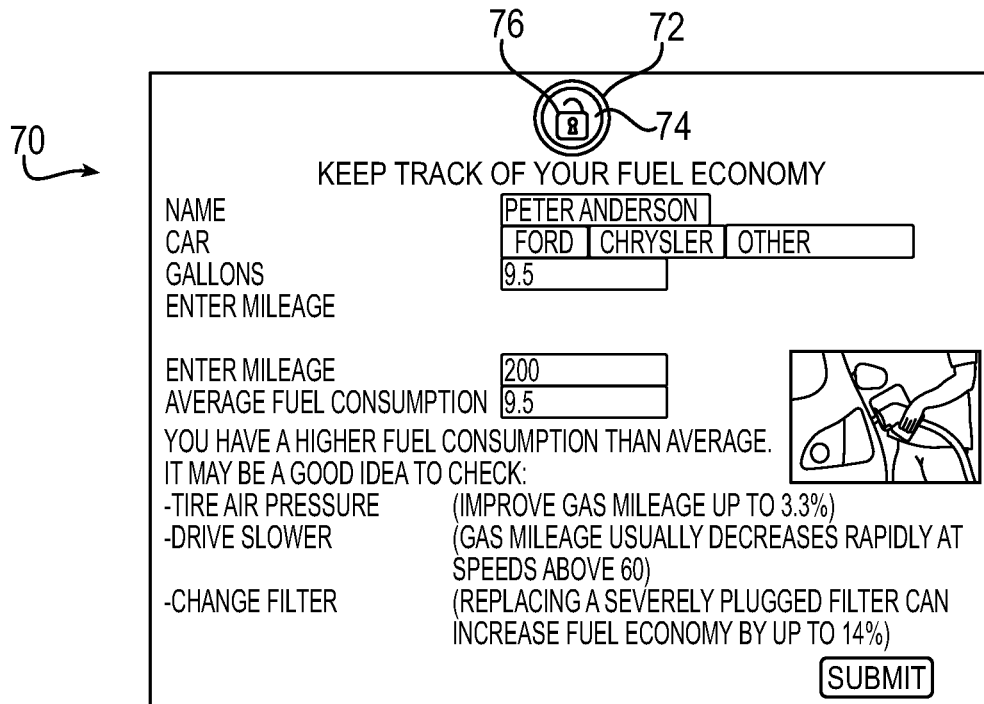 76 72
74
70
KEEP TRACK OF YOUR FUEL ECONOMY
NAME PETER ANDERSON
CAR FORD CHRYSLER OTHER
GALLONS 9.5
ENTER MILEAGE
ENTER MILEAGE 200
AVERAGE FUEL CONSUMPTION 9.5
YOU HAVE A HIGHER FUEL CONSUMPTION THAN AVERAGE.
IT MAY BE A GOOD IDEA TO CHECK:
-TIRE AIR PRESSURE (IMPROVE GAS MILEAGE UP TO 3.3%)
-DRIVE SLOWER (GAS MILEAGE USUALLY DECREASES RAPIDLY AT
SPEEDS ABOVE 60)
-CHANGE FILTER (REPLACING A SEVERELY PLUGGED FILTER CAN
INCREASE FUEL ECONOMY BY UP TO 14%)
SUBMIT